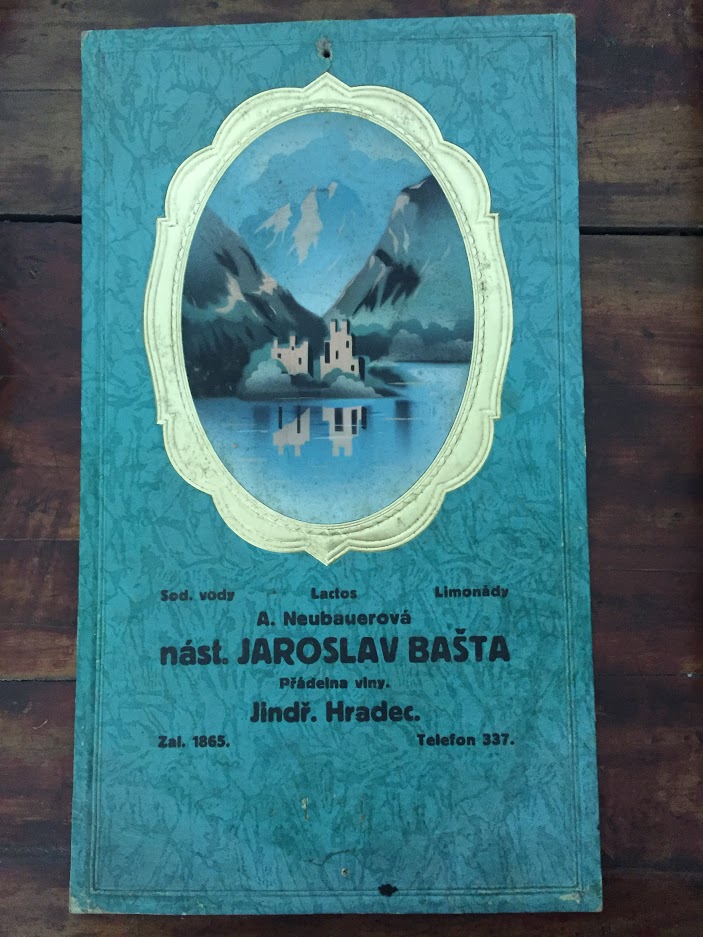 Sod. vody Lactos Limonády
A. Neubauerová
nást. JAROSLAV BAŠTA
Přádelna vlny.
Jindř. Hradec.
Zal. 1865. Telefon 337.